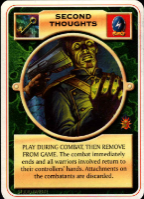 SECOND
THOUGHTS
PLAY DURING COMBAT, THEN REMOVE
FROM GAME. The combat immediately
ends and all warriors involved return to
their controllers' hands. Attachments on
the combatants are discarded.